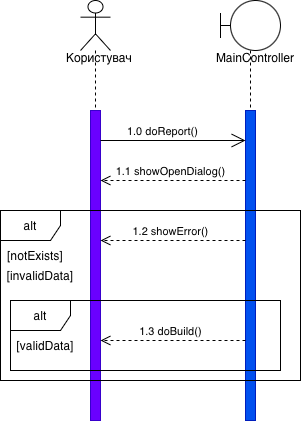 Користувач
MainController
1.0 doReport()
1.1 showOpenDialog()
alt
1.2 showError()
[notExists]
[invalidData]
alt
1.3 doBuild()
[validData]